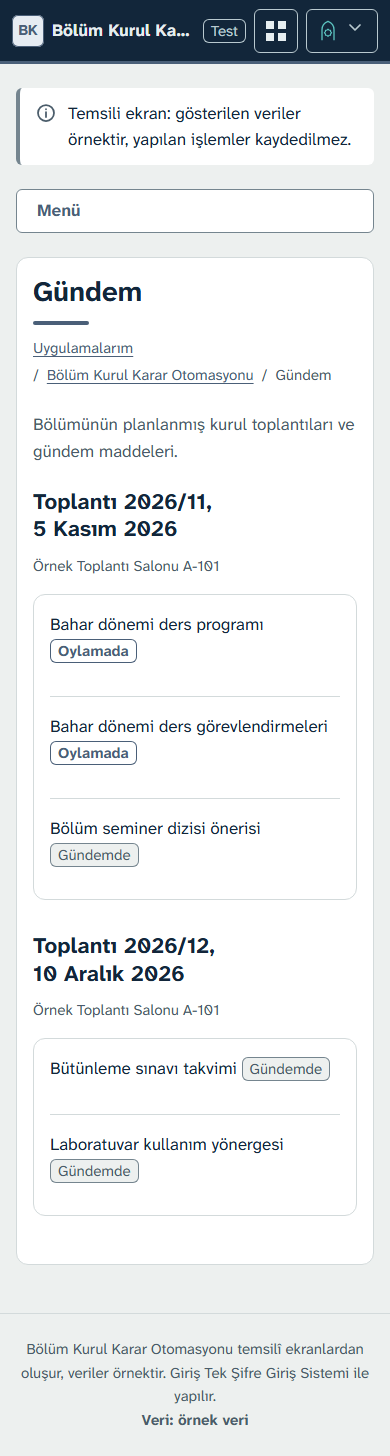 BK Bölüm Kurul Ka... Test
Temsili ekran: gösterilen veriler
örnektir, yapılan işlemler kaydedilmez.
Menü
Gündem
Uygulamalarım
/ Bölüm Kurul Karar Otomasyonu / Gündem
Bölümünün planlanmış kurul toplantıları ve
gündem maddeleri.
Toplantı 2026/11,
5 Kasım 2026
Örnek Toplantı Salonu A-101
Bahar dönemi ders programı
Oylamada
Bahar dönemi ders görevlendirmeleri
Oylamada
Bölüm seminer dizisi önerisi
Gündemde
Toplantı 2026/12,
10 Aralık 2026
Örnek Toplantı Salonu A-101
Bütünleme sınavı takvimi Gündemde
Laboratuvar kullanım yönergesi
Gündemde
Bölüm Kurul Karar Otomasyonu temsilî ekranlardan
oluşur, veriler örnektir. Giriş Tek Şifre Giriş Sistemi ile
yapılır.
Veri: örnek veri